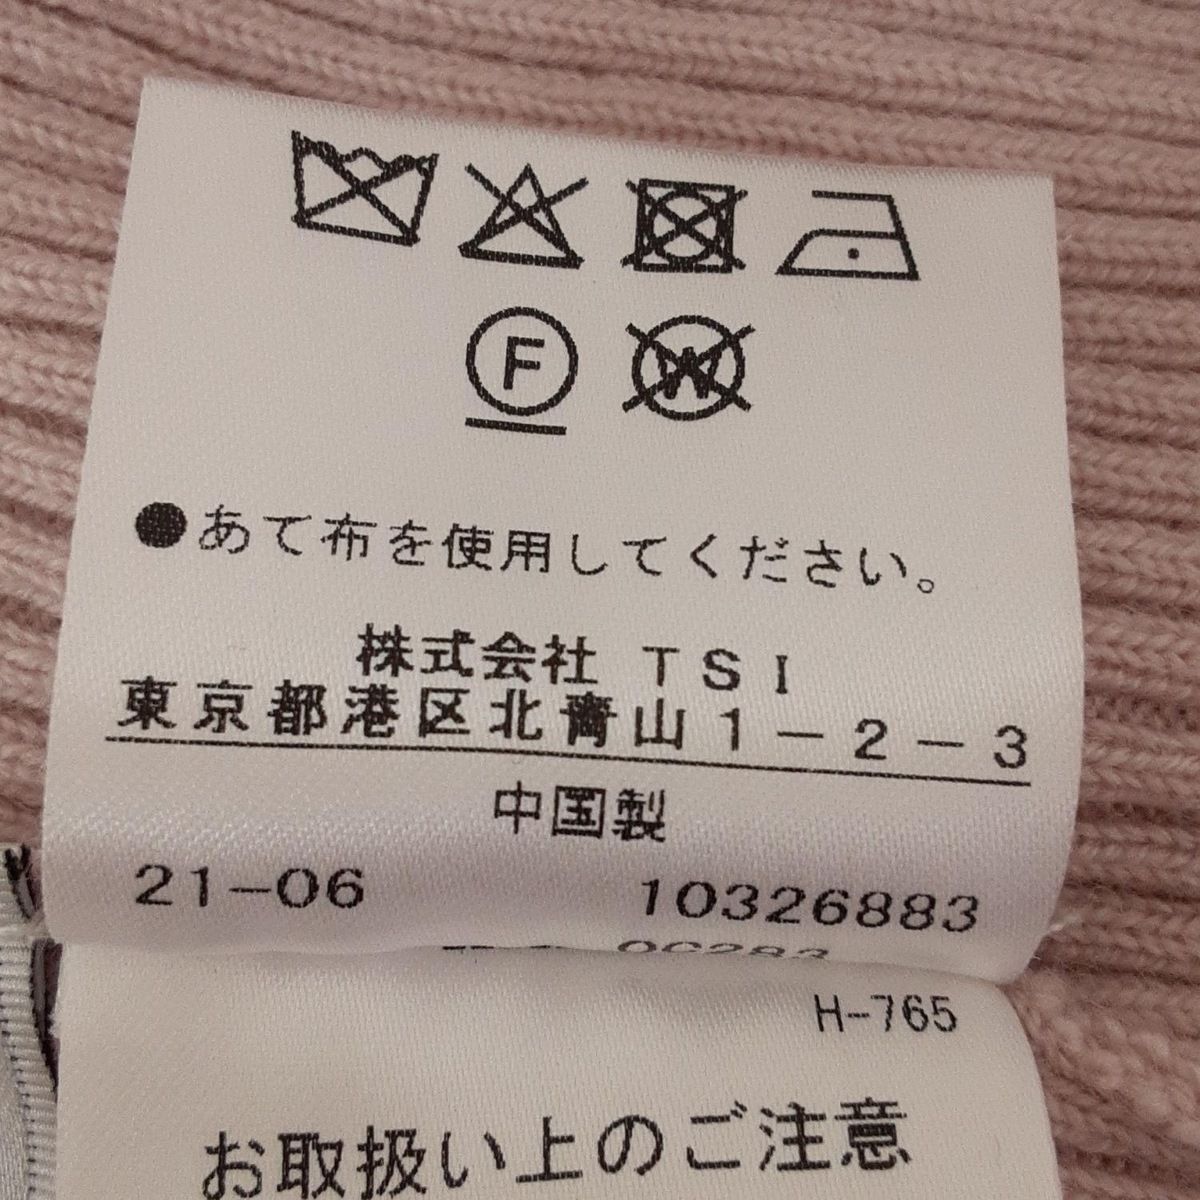 F W
●あて布を使用してください。
株式会社 TSI
東京都港区北青山1-2-3
中国製
21-06 10326883
H-765
お取扱い上のご注意